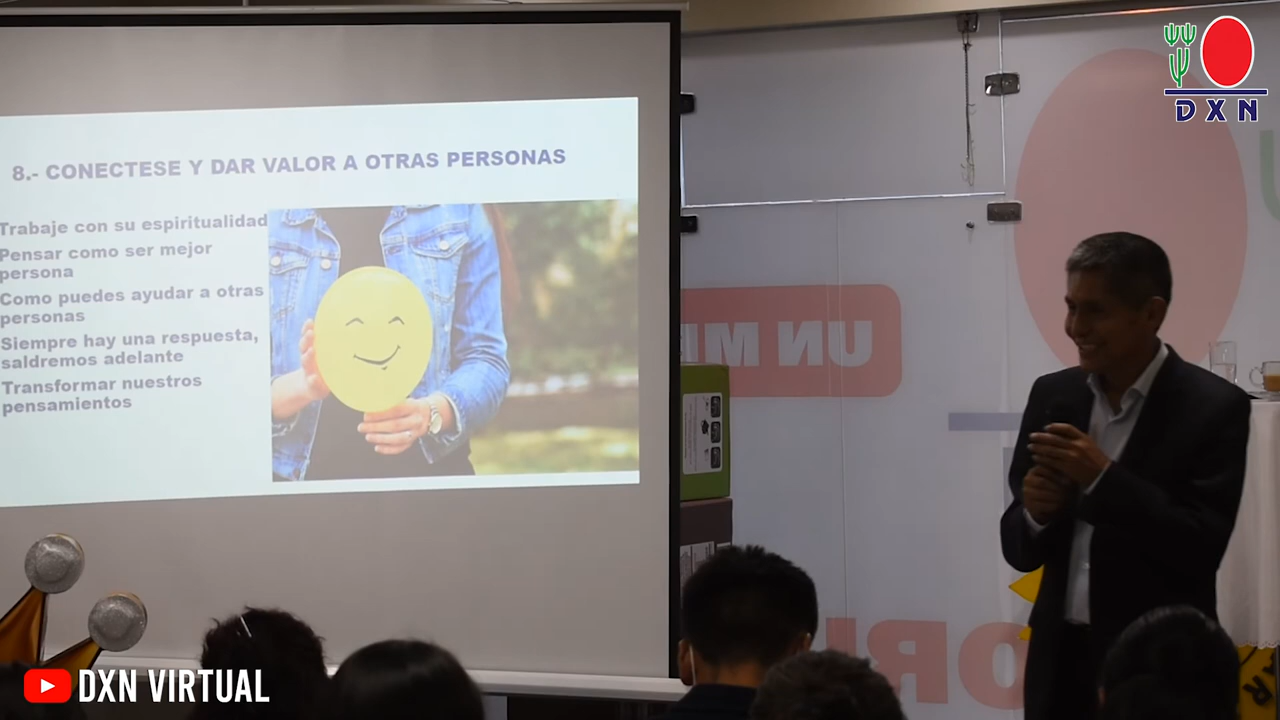 DXN
8.- CONECTESE Y DAR VALOR A OTRAS PERSONAS
Trabaje con su espiritualidad
Pensar como ser mejor
persona
Como puedes ayudar a otras
personas
Siempre hay una respuesta,
saldremos adelante
Transformar nuestros
pensamientos
UN
DXN VIRTUAL